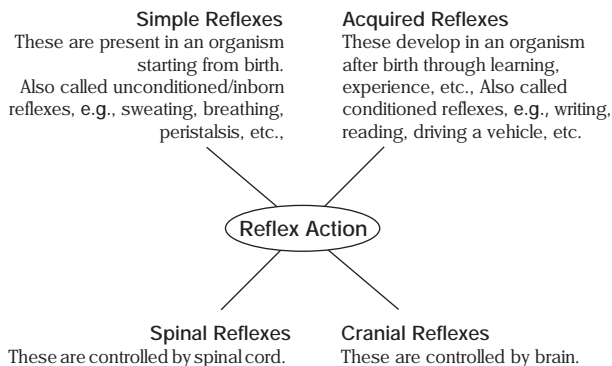 Simple Reflexes
These are present in an organism
starting from birth.
Also called unconditioned/inborn
reflexes, e.g., sweating, breathing,
peristalsis, etc.,
Acquired Reflexes
These develop in an organism
after birth through learning,
experience, etc., Also called
conditioned reflexes, e.g., writing,
reading, driving a vehicle, etc.
Reflex Action
Spinal Reflexes
These are controlled by spinal cord.
Cranial Reflexes
These are controlled by brain.